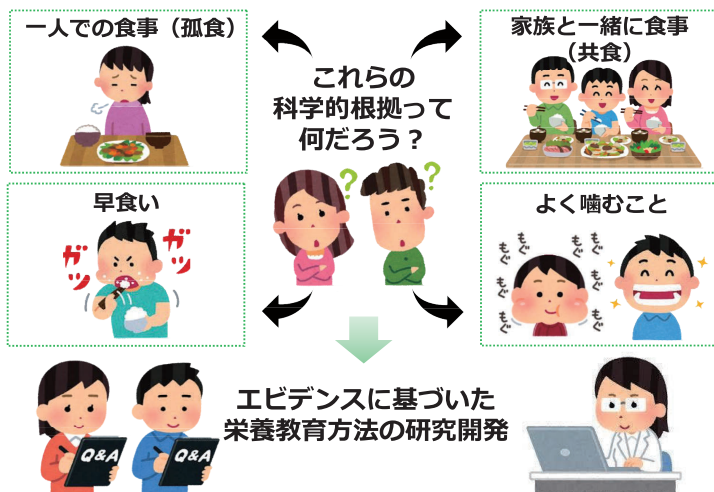 一人での食事（孤食）
これらの
科学的根拠って
何だろう？
家族と一緒に食事
（共食）
早食い
ガツ
ガツ
?
?
よく噛むこと
もぐ
もぐ
もぐ
もぐ
もぐ
もぐ
もぐ
もぐ
エビデンスに基づいた
栄養教育方法の研究開発
Q&A
Q&A